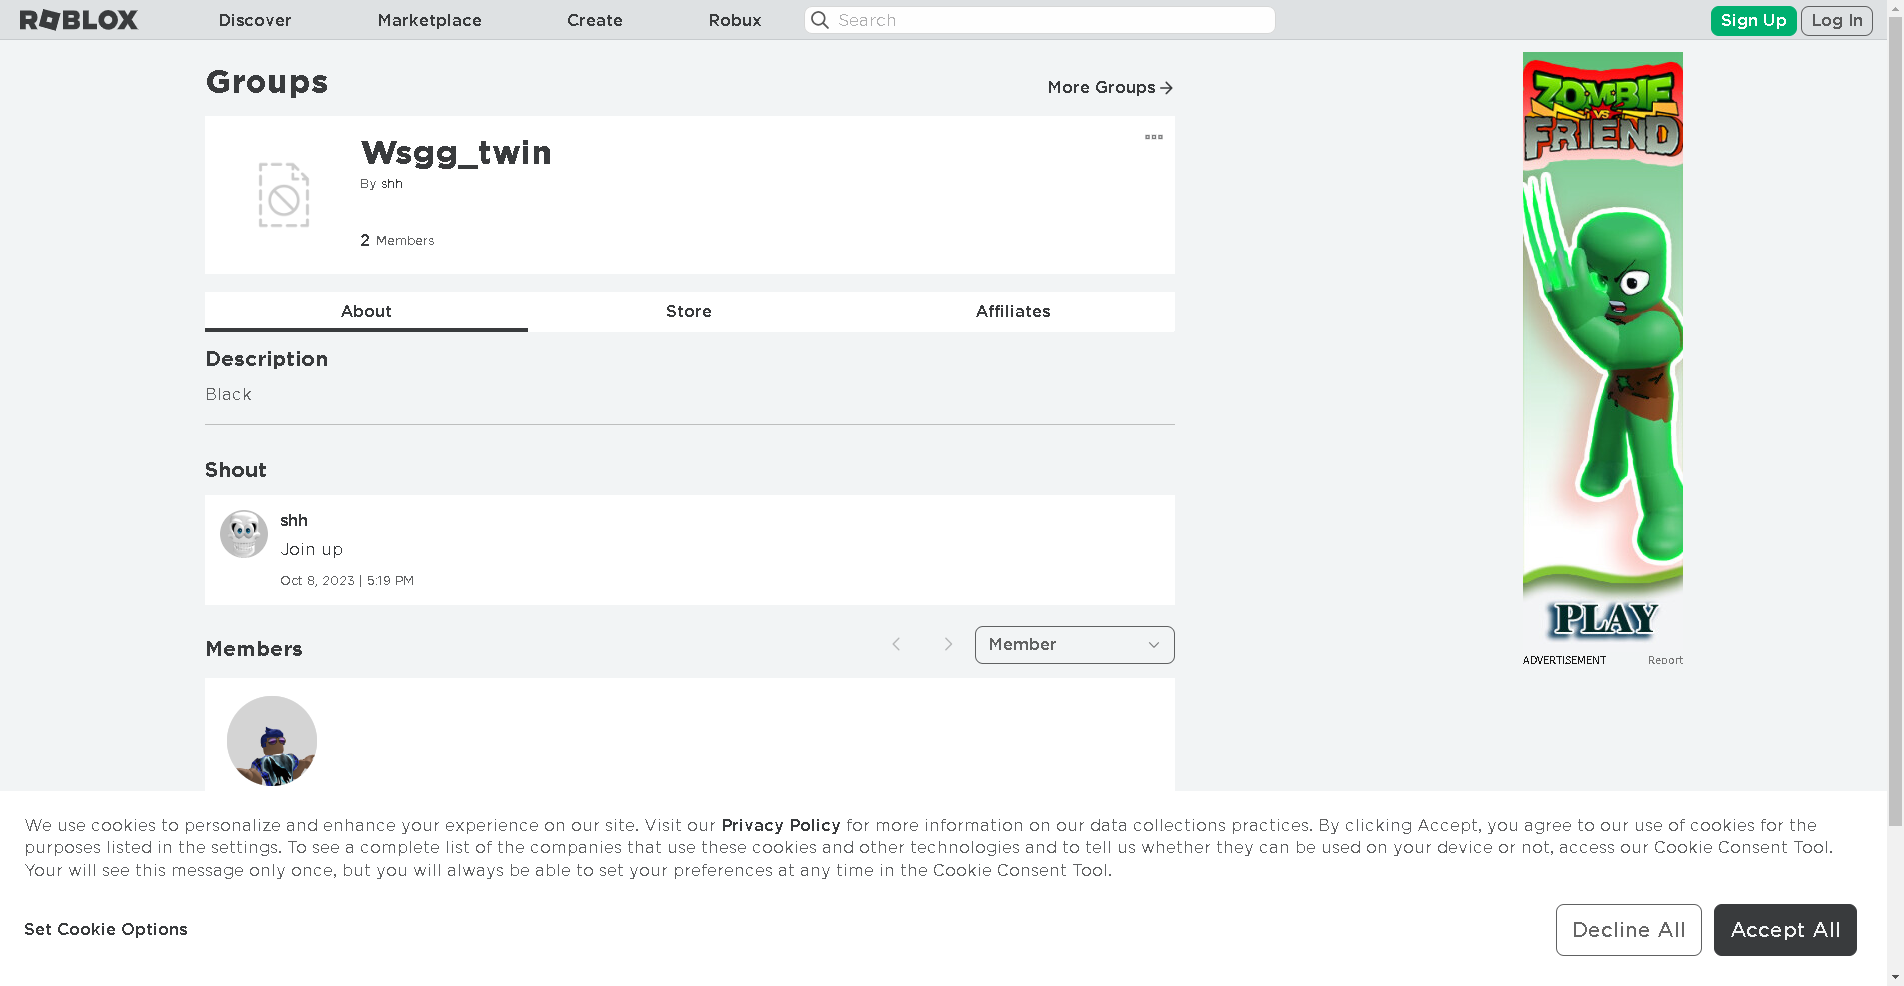 ROBLOX Discover Marketplace Create Robux Search Sign Up Log In
Groups
More Groups
Wsgg_twin
By shh
2 Members
About Store Affiliates
Description
Black
Shout
shh
Join up
Oct 8, 2023 | 5:19 PM
Members
Member
ZOMBIE
VS
FRIEND
PLAY
ADVERTISEMENT Report
We use cookies to personalize and enhance your experience on our site. Visit our Privacy Policy for more information on our data collections practices. By clicking Accept, you agree to our use of cookies for the
purposes listed in the settings. To see a complete list of the companies that use these cookies and other technologies and to tell us whether they can be used on your device or not, access our Cookie Consent Tool.
Your will see this message only once, but you will always be able to set your preferences at any time in the Cookie Consent Tool.
Set Cookie Options
Decline All Accept All